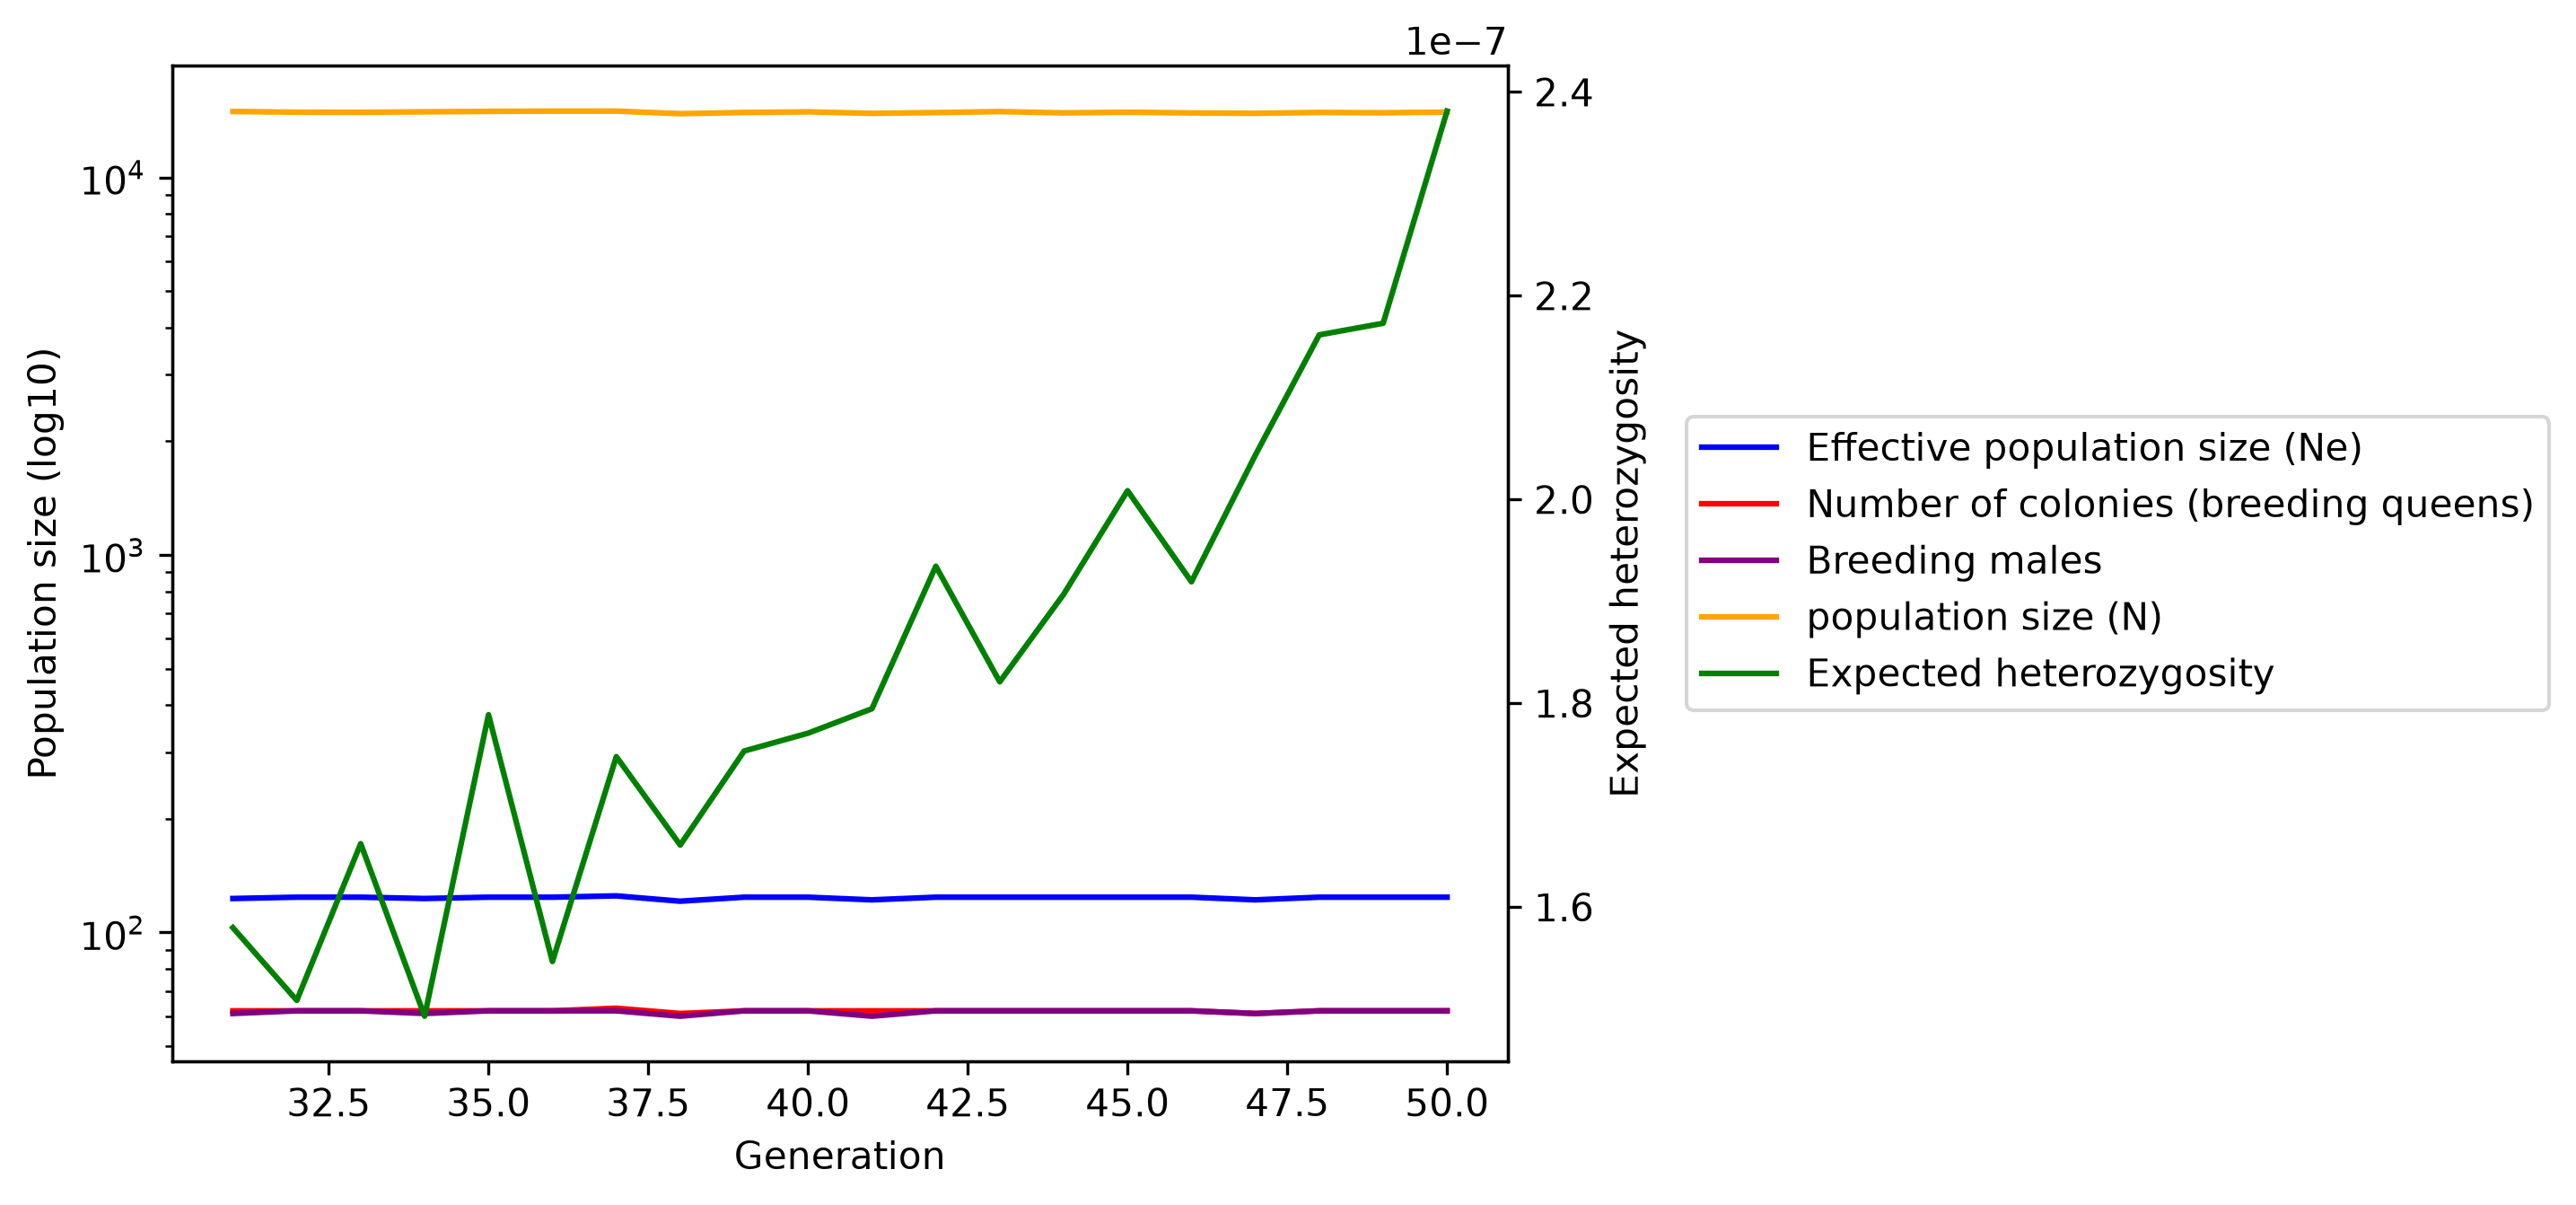 1e−7
Population size (log10)
10⁴
10³
10²
2.4
2.2
2.0
1.8
1.6
Expected heterozygosity
32.5 35.0 37.5 40.0 42.5 45.0 47.5 50.0
Generation
Effective population size (Ne)
Number of colonies (breeding queens)
Breeding males
population size (N)
Expected heterozygosity